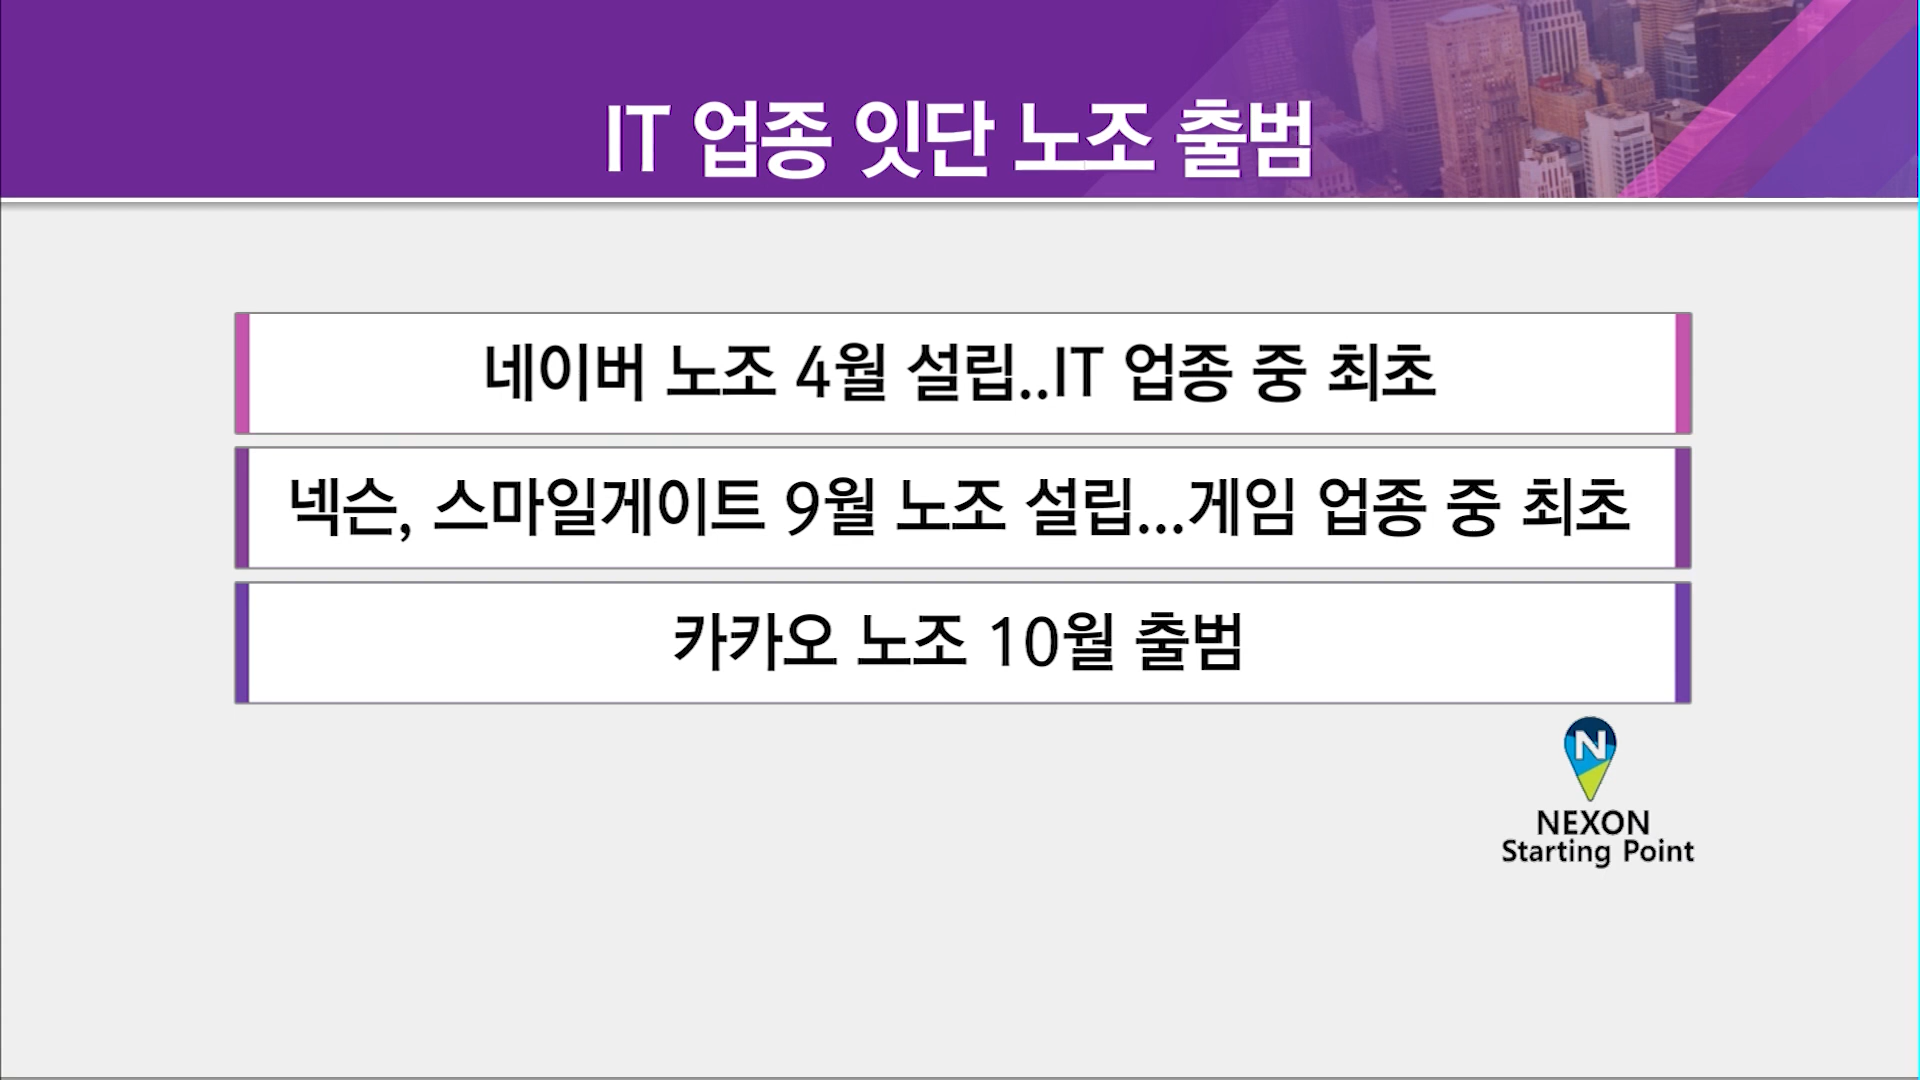 IT 업종 잇단 노조 출범
네이버 노조 4월 설립..IT 업종 중 최초
넥슨, 스마일게이트 9월 노조 설립...게임 업종 중 최초
카카오 노조 10월 출범
N
NEXON
Starting Point